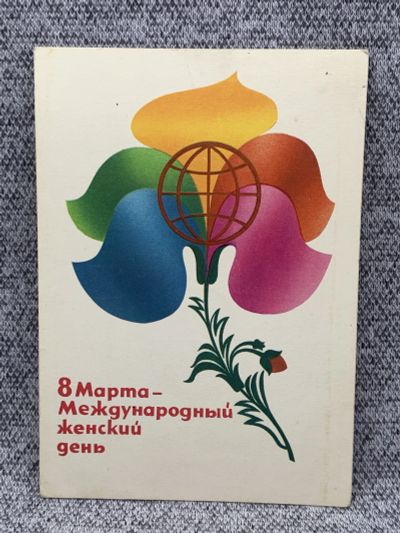 8 Марта –
Международный
женский
день